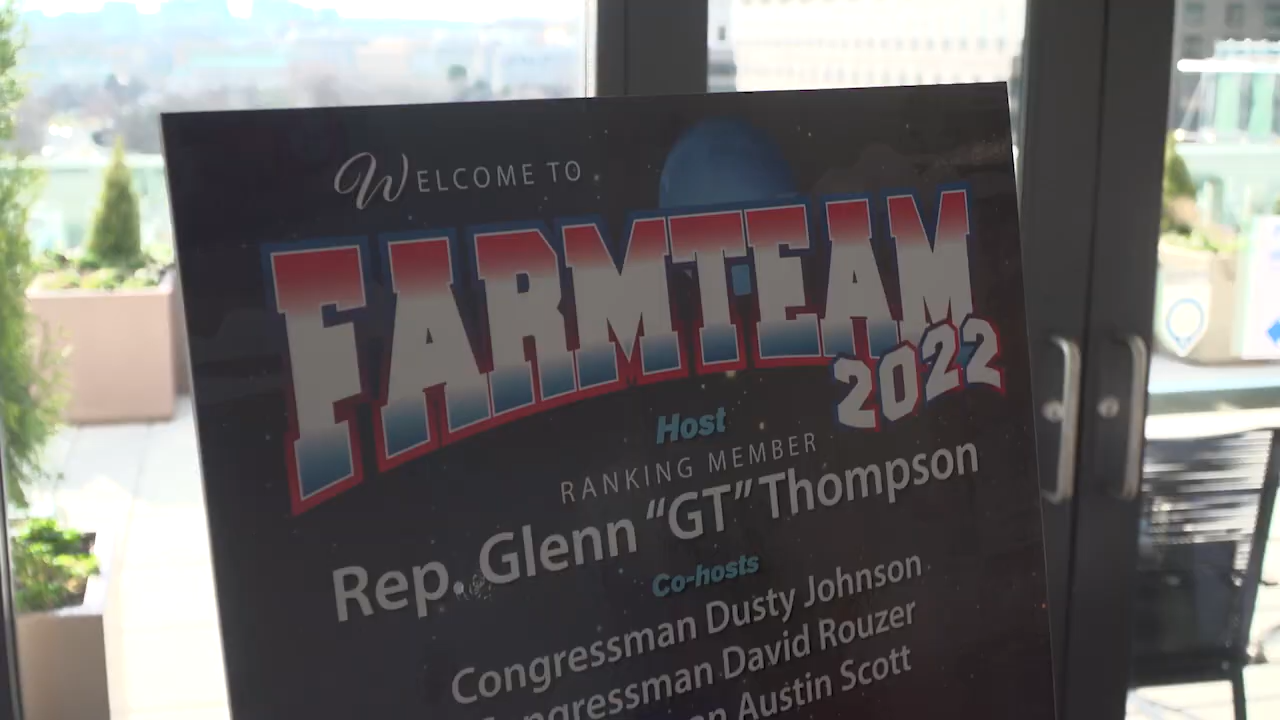 WELCOME TO
FARMTEAM
2022
Host
RANKING MEMBER
Rep. Glenn “GT” Thompson
Co-hosts
Congressman Dusty Johnson
Congressman David Rouzer
Austin Scott